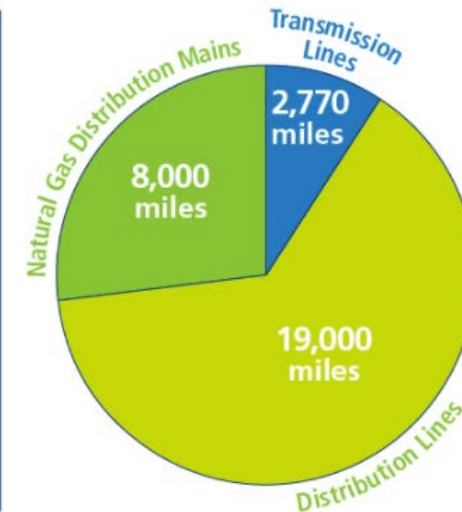 Transmission
Lines
2,770
miles
Natural Gas Distribution Mains
8,000
miles
19,000
miles
Distribution Lines